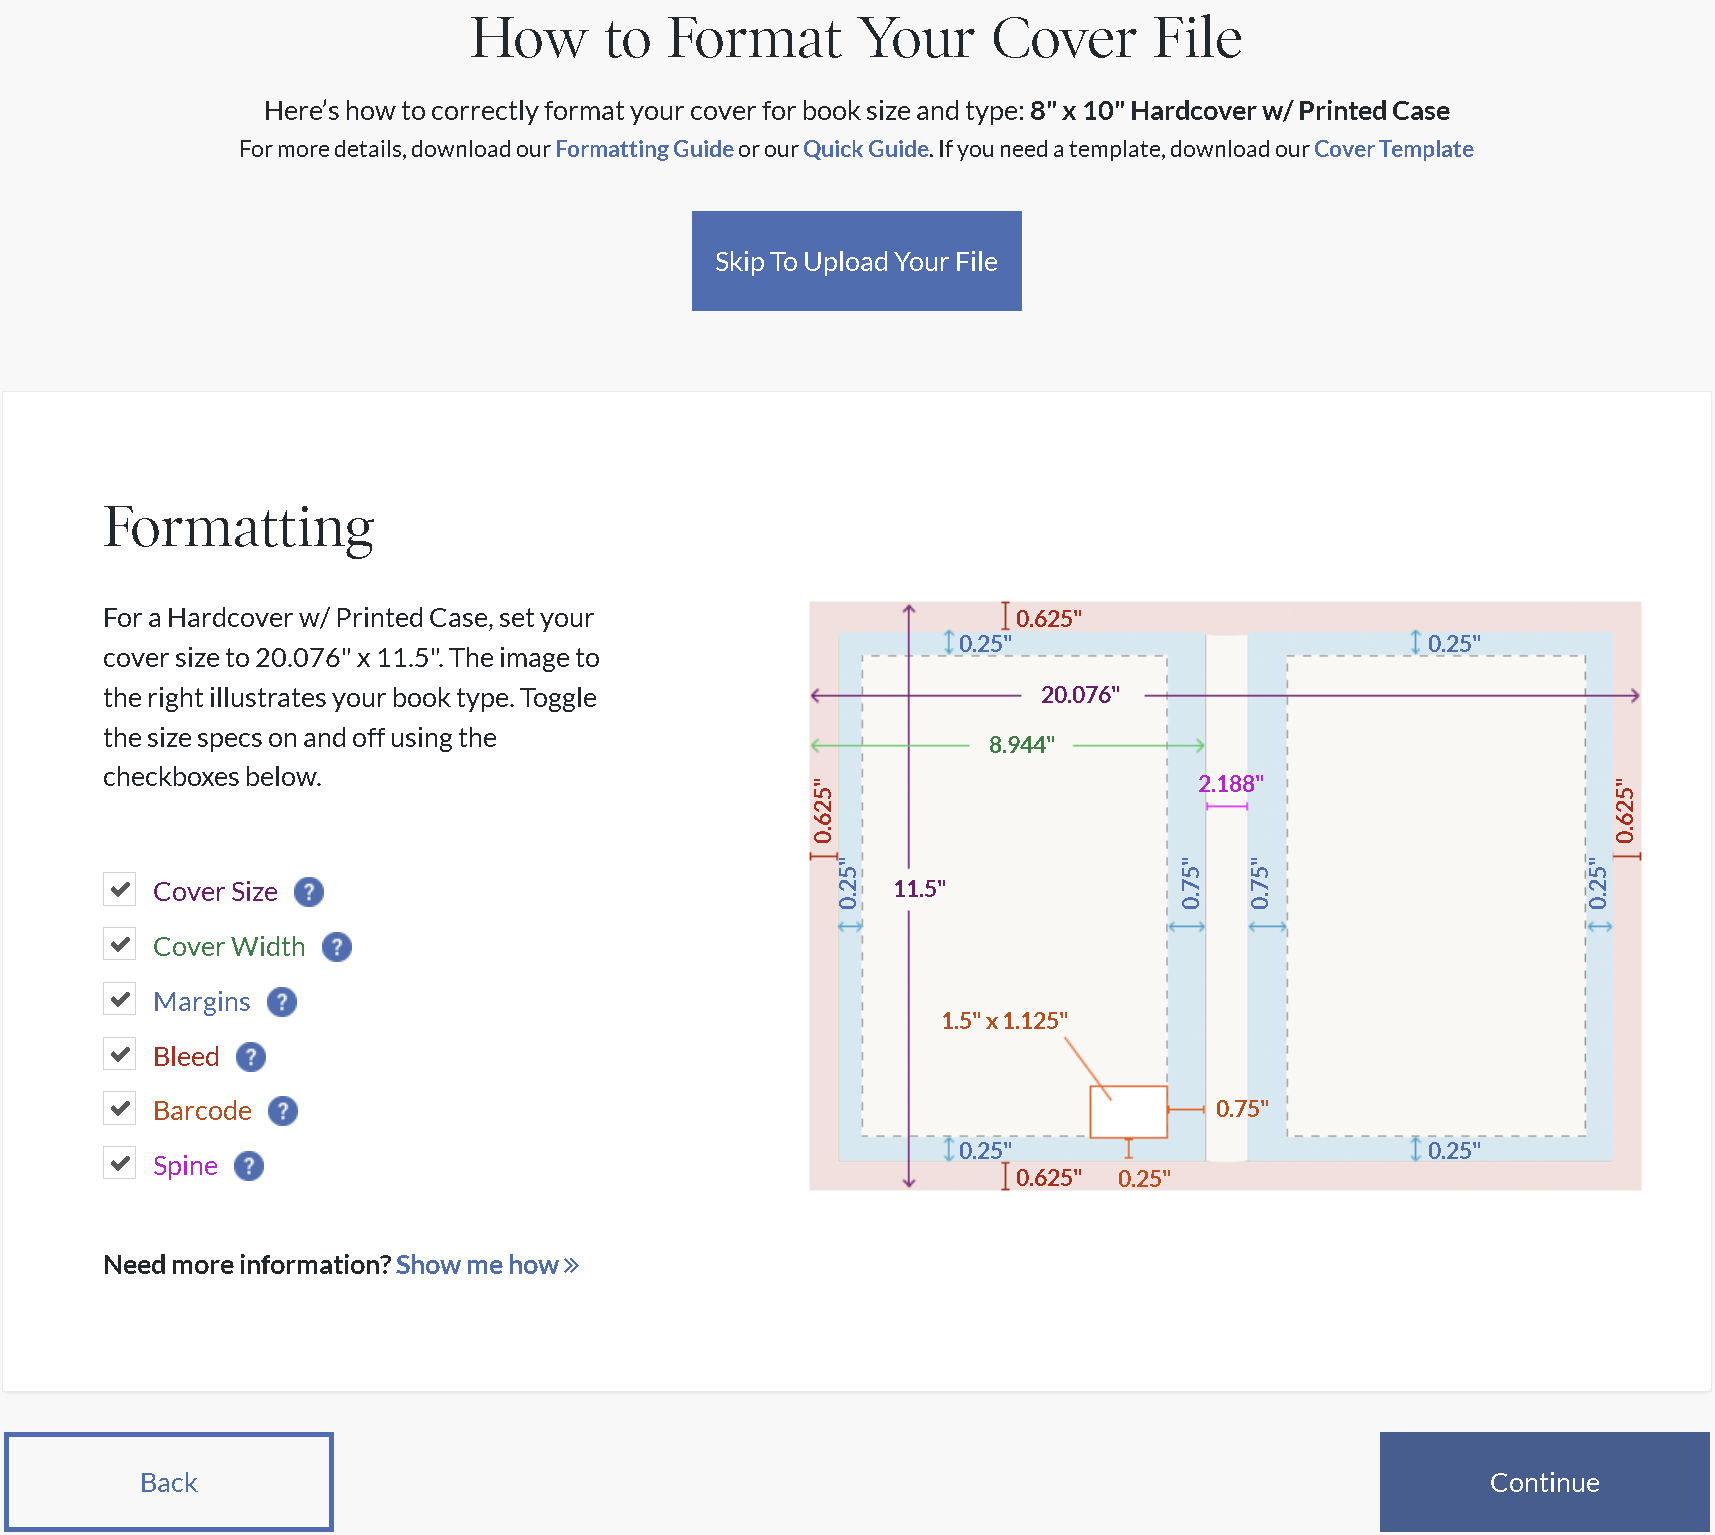 How to Format Your Cover File
Here’s how to correctly format your cover for book size and type: 8" x 10" Hardcover w/ Printed Case
For more details, download our Formatting Guide or our Quick Guide. If you need a template, download our Cover Template
Skip To Upload Your File
Formatting
For a Hardcover w/ Printed Case, set your
cover size to 20.076" x 11.5". The image to
the right illustrates your book type. Toggle
the size specs on and off using the
checkboxes below.
Cover Size ?
Cover Width ?
Margins ?
Bleed ?
Barcode ?
Spine ?
Need more information? Show me how »
0.625"
0.25"
0.25"
20.076"
8.944"
2.188"
0.625"
0.625"
0.25"
11.5"
0.75"
0.75"
0.25"
1.5" x 1.125"
0.75"
0.25"
0.25"
0.625"
0.25"
Back
Continue